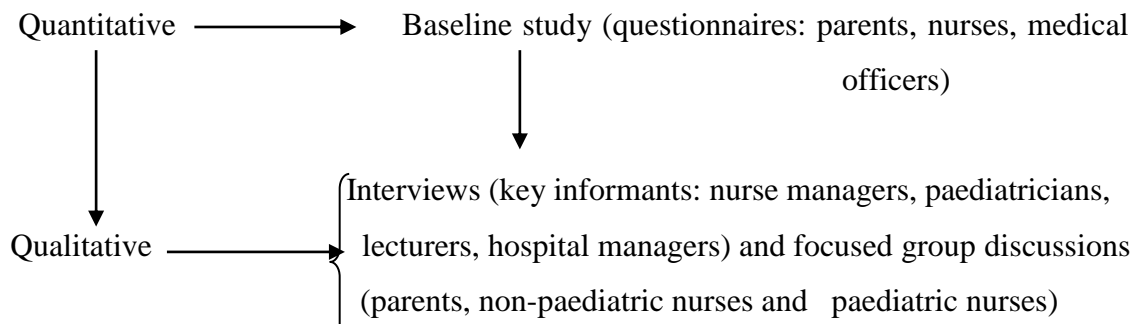 Quantitative Baseline study (questionnaires: parents, nurses, medical
officers)
Interviews (key informants: nurse managers, paediatricians,
Qualitative lecturers, hospital managers) and focused group discussions
(parents, non-paediatric nurses and paediatric nurses)